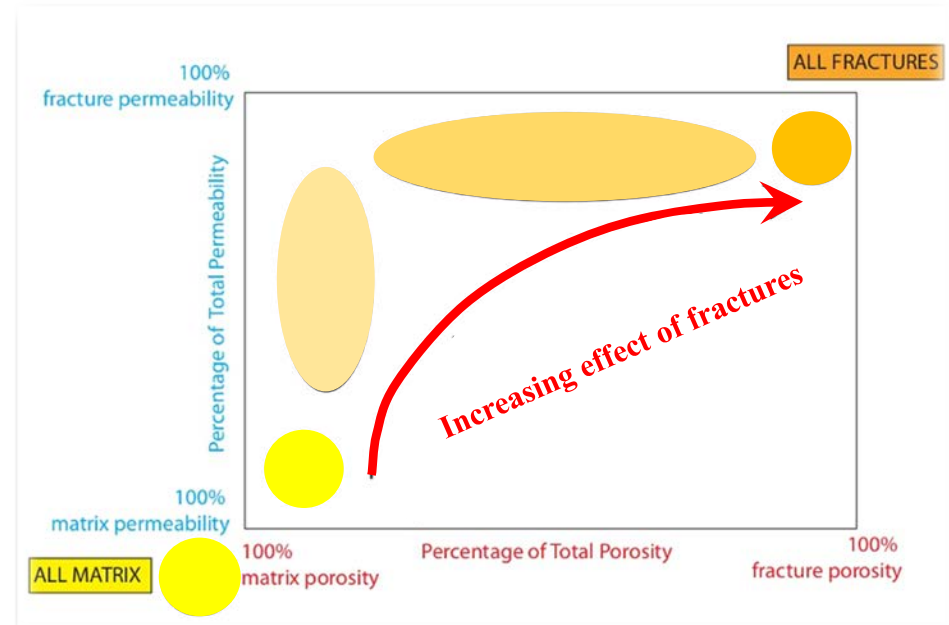 ALL FRACTURES
100%
fracture permeability
Percentage of Total Permeability
Increasing effect of fractures
100%
matrix permeability
ALL MATRIX
100%
matrix porosity
Percentage of Total Porosity
100%
fracture porosity